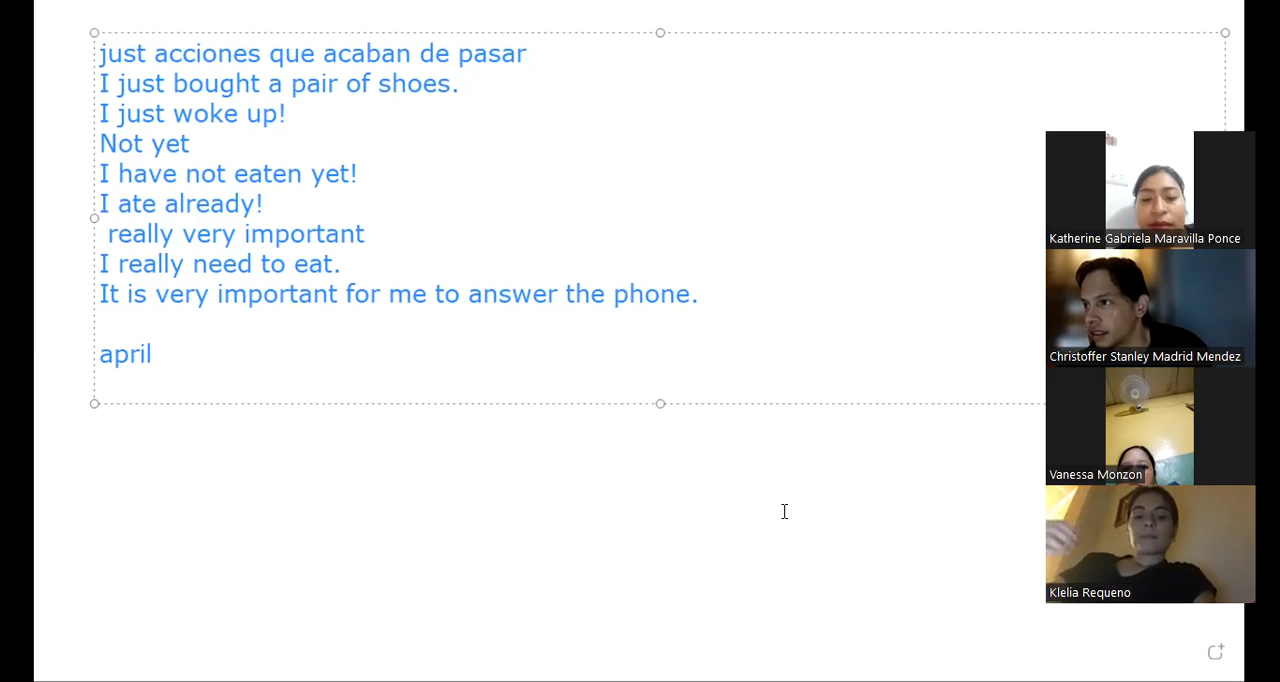 just acciones que acaban de pasar
I just bought a pair of shoes.
I just woke up!
Not yet
I have not eaten yet!
I ate already!
really very important
I really need to eat.
It is very important for me to answer the phone.
april
Katherine Gabriela Maravilla Ponce
Christoffer Stanley Madrid Mendez
Vanessa Monzon
Klelia Requeno